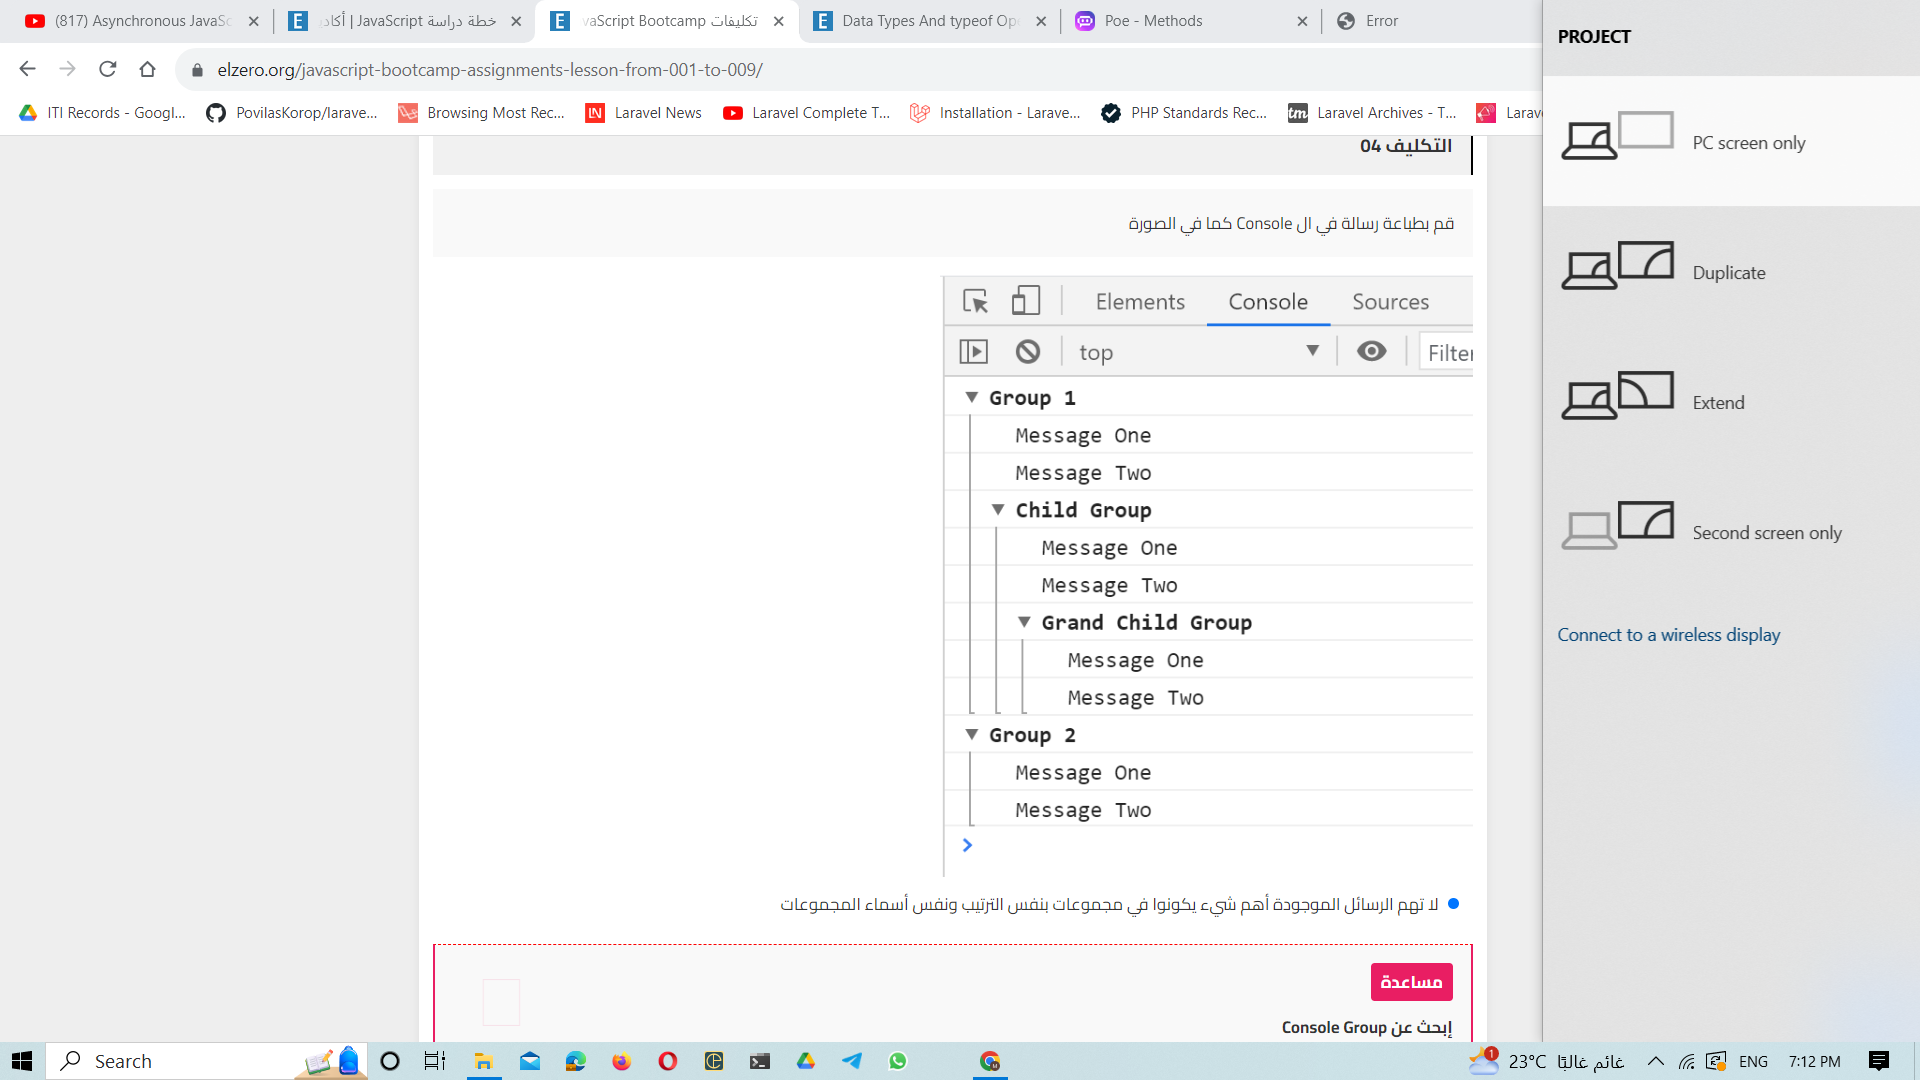 (817) Asynchronous JavaSc
خطة دراسة JavaScript | أكادي
تكليفات vaScript Bootcamp
Data Types And typeof Op
Poe - Methods
Error
elzero.org/javascript-bootcamp-assignments-lesson-from-001-to-009/
ITI Records - Googl...
PovilasKorop/larave...
Browsing Most Rec...
Laravel News
Laravel Complete T...
Installation - Larave...
PHP Standards Rec...
Laravel Archives - T...
Larav
التكليف 04
قم بطباعة رسالة في ال Console كما في الصورة
Elements Console Sources
top Filter
Group 1
Message One
Message Two
Child Group
Message One
Message Two
Grand Child Group
Message One
Message Two
Group 2
Message One
Message Two
لا تهم الرسائل الموجودة أهم شيء يكونوا في مجموعات بنفس الترتيب ونفس أسماء المجموعات
مساعدة
إبحث عن Console Group
PROJECT
PC screen only
Duplicate
Extend
Second screen only
Connect to a wireless display
Search
1
23°C غائم غالبًا
ENG
7:12 PM